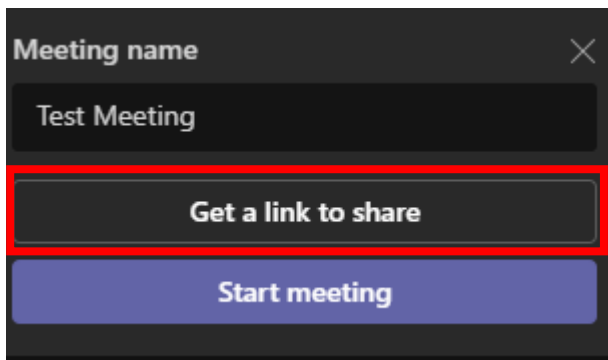 Meeting name
Test Meeting
Get a link to share
Start meeting